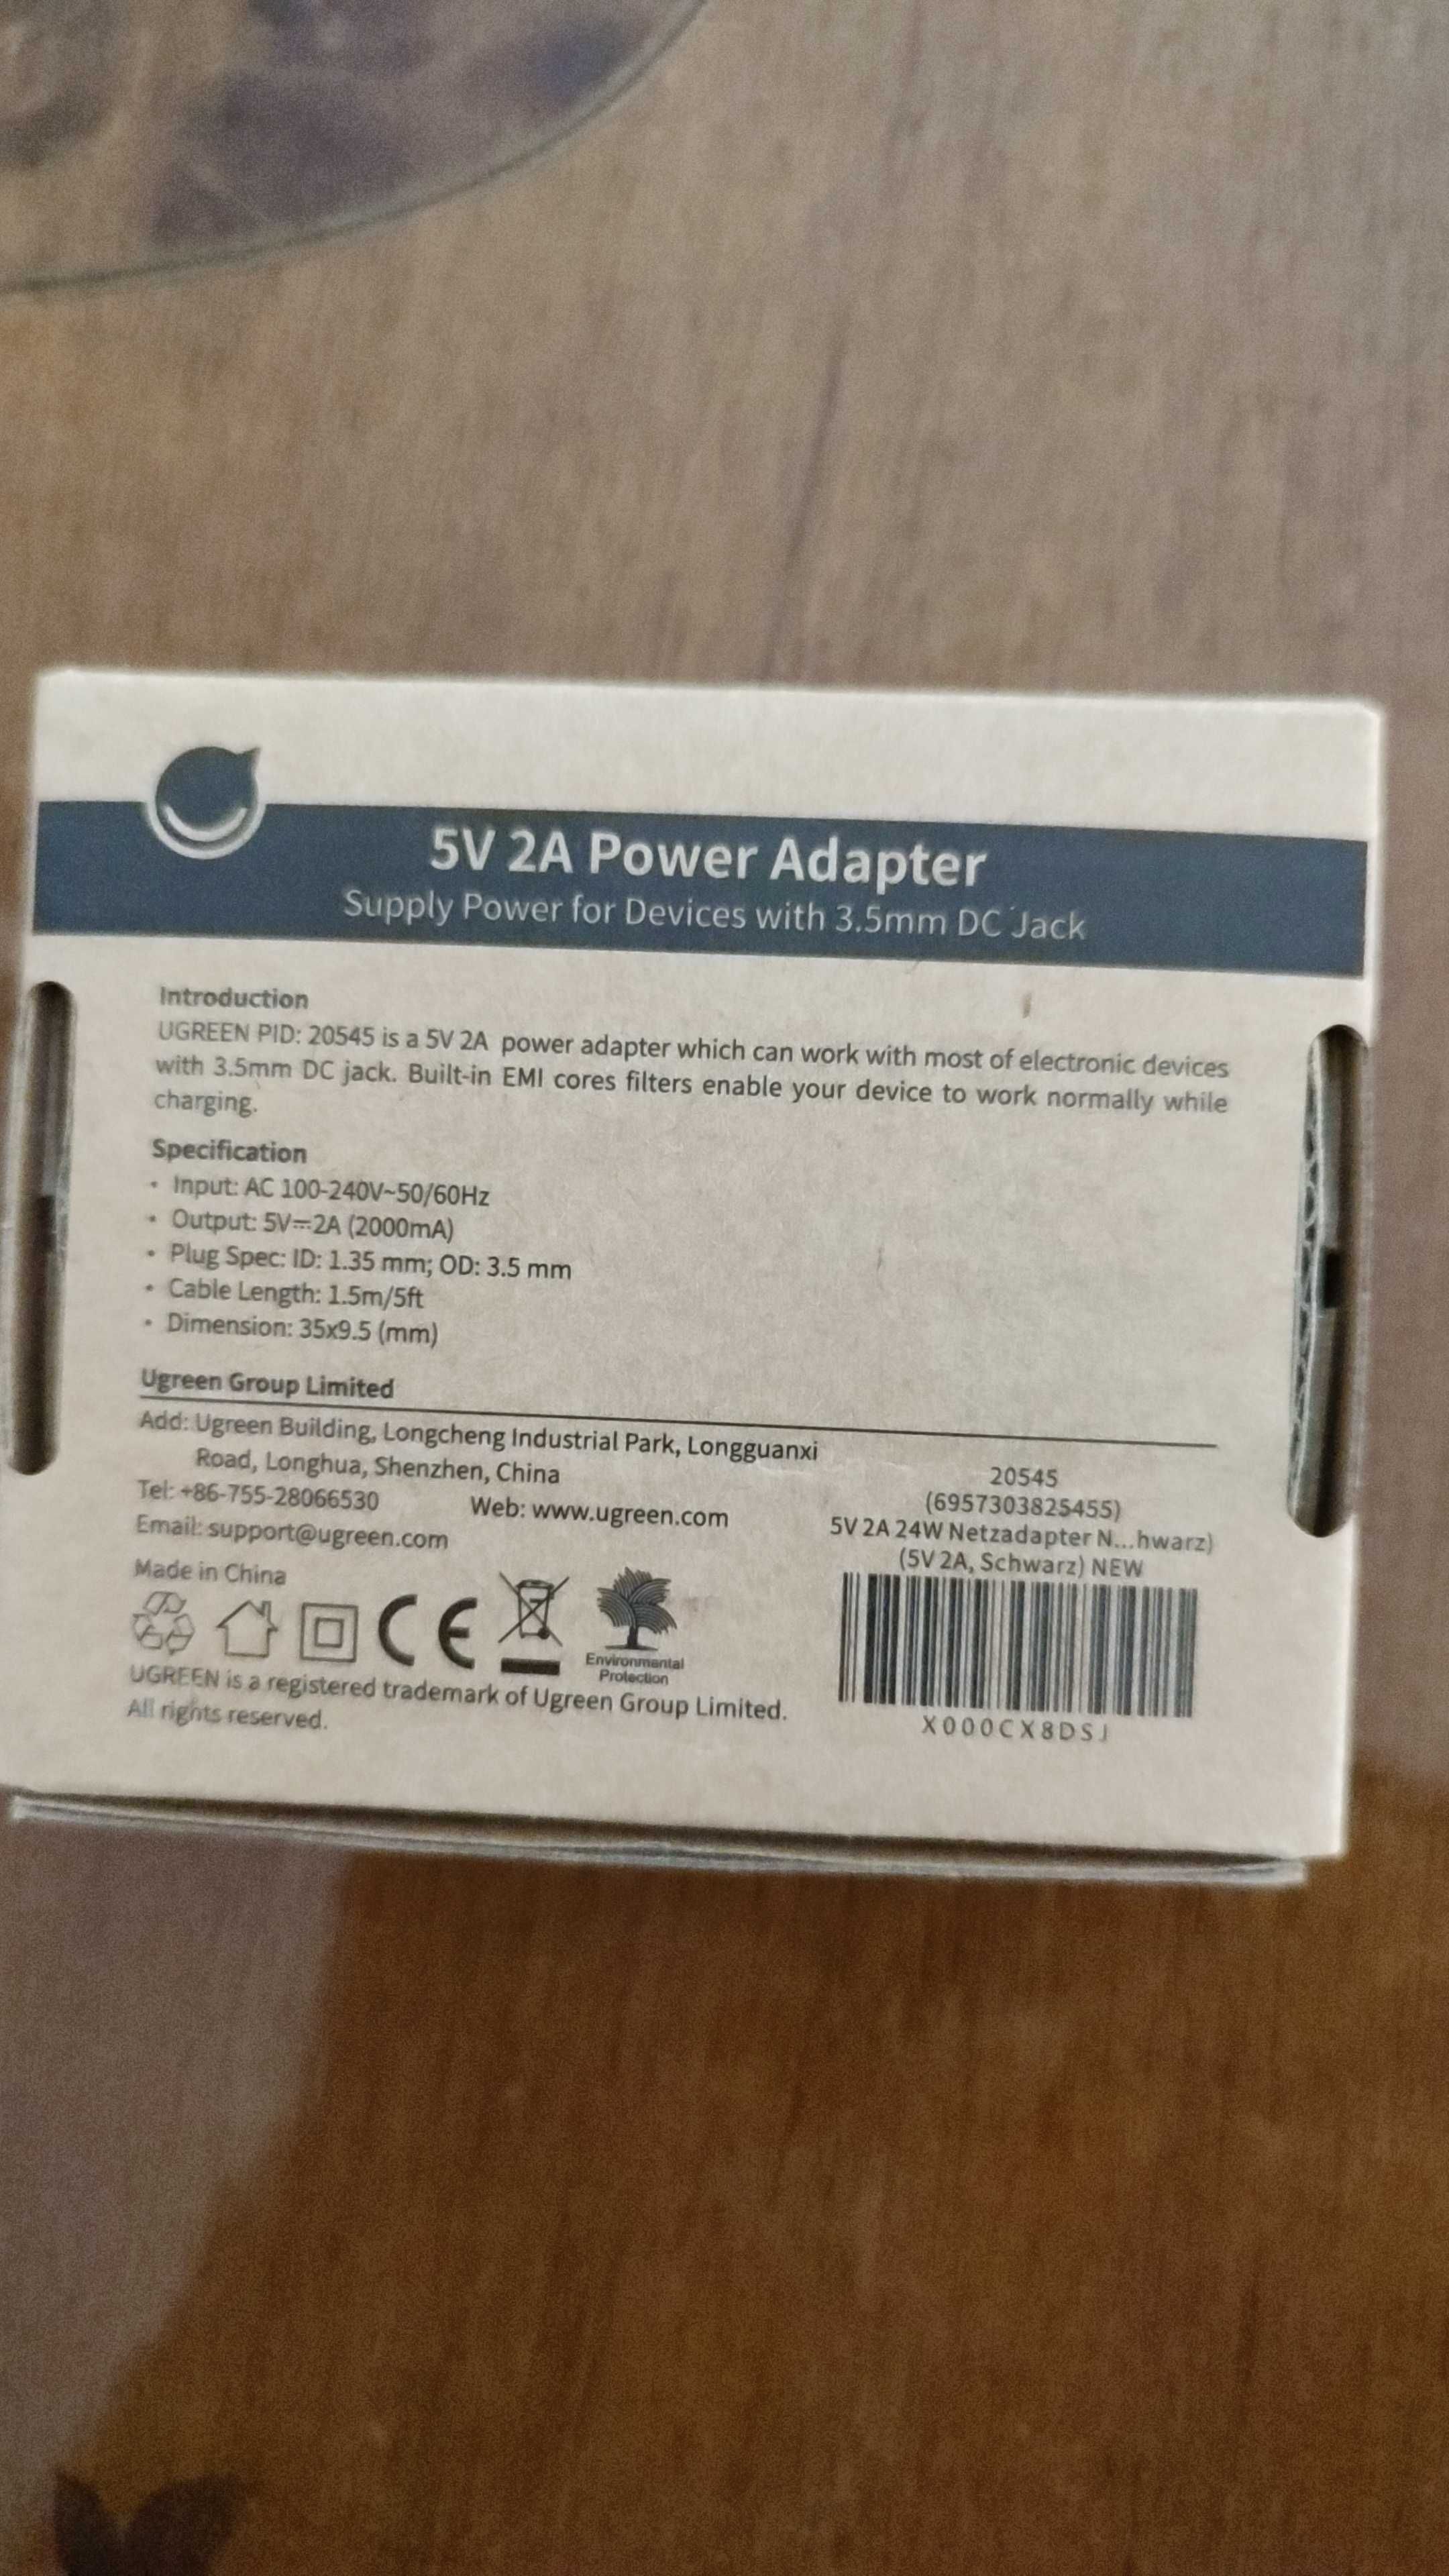 5V 2A Power Adapter
Supply Power for Devices with 3.5mm DC Jack
Introduction
UGREEN PID: 20545 is a 5V 2A power adapter which can work with most of electronic devices
with 3.5mm DC jack. Built-in EMI cores filters enable your device to work normally while
charging.
Specification
• Input: AC 100-240V~50/60Hz
• Output: 5V⎓2A (2000mA)
• Plug Spec: ID: 1.35 mm; OD: 3.5 mm
• Cable Length: 1.5m/5ft
• Dimension: 35x9.5 (mm)
Ugreen Group Limited
Add: Ugreen Building, Longcheng Industrial Park, Longguanxi
Road, Longhua, Shenzhen, China
Tel: +86-755-28066530 Web: www.ugreen.com
Email: support@ugreen.com
Made in China
CE
Environmental
Protection
UGREEN is a registered trademark of Ugreen Group Limited.
All rights reserved.
20545
(6957303825455)
5V 2A 24W Netzadapter N...hwarz)
(5V 2A, Schwarz) NEW
X000CX8DSJ